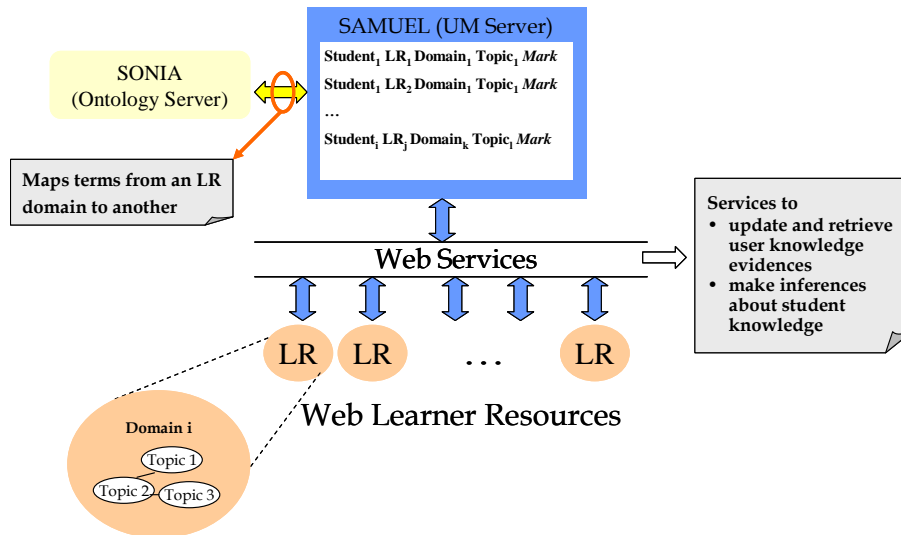 SAMUEL (UM Server)
Student1 LR1 Domain1 Topic1 Mark
Student1 LR2 Domain1 Topic1 Mark
...
Studenti LRj Domaink Topicl Mark
SONIA
(Ontology Server)
Maps terms from an LR
domain to another
Services to
• update and retrieve
user knowledge
evidences
• make inferences
about student
knowledge
Web Services
LR
LR
...
LR
Web Learner Resources
Domain i
Topic 1
Topic 2
Topic 3